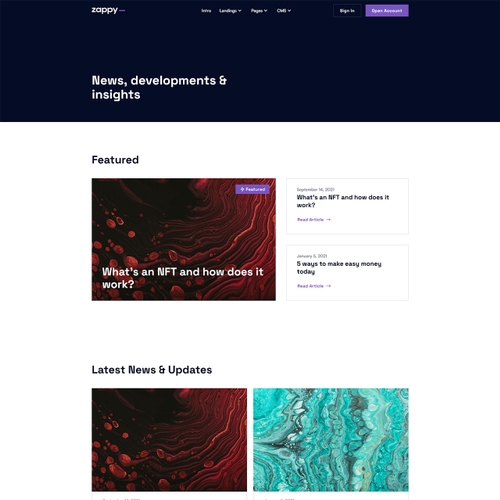 zappy
Intro Landings Pages CMS Sign In Open Account
News, developments &
insights
Featured
Featured
What's an NFT and how does it
work?
September 14, 2021
What's an NFT and how does it
work?
Read Article →
January 5, 2021
5 ways to make easy money
today
Read Article →
Latest News & Updates